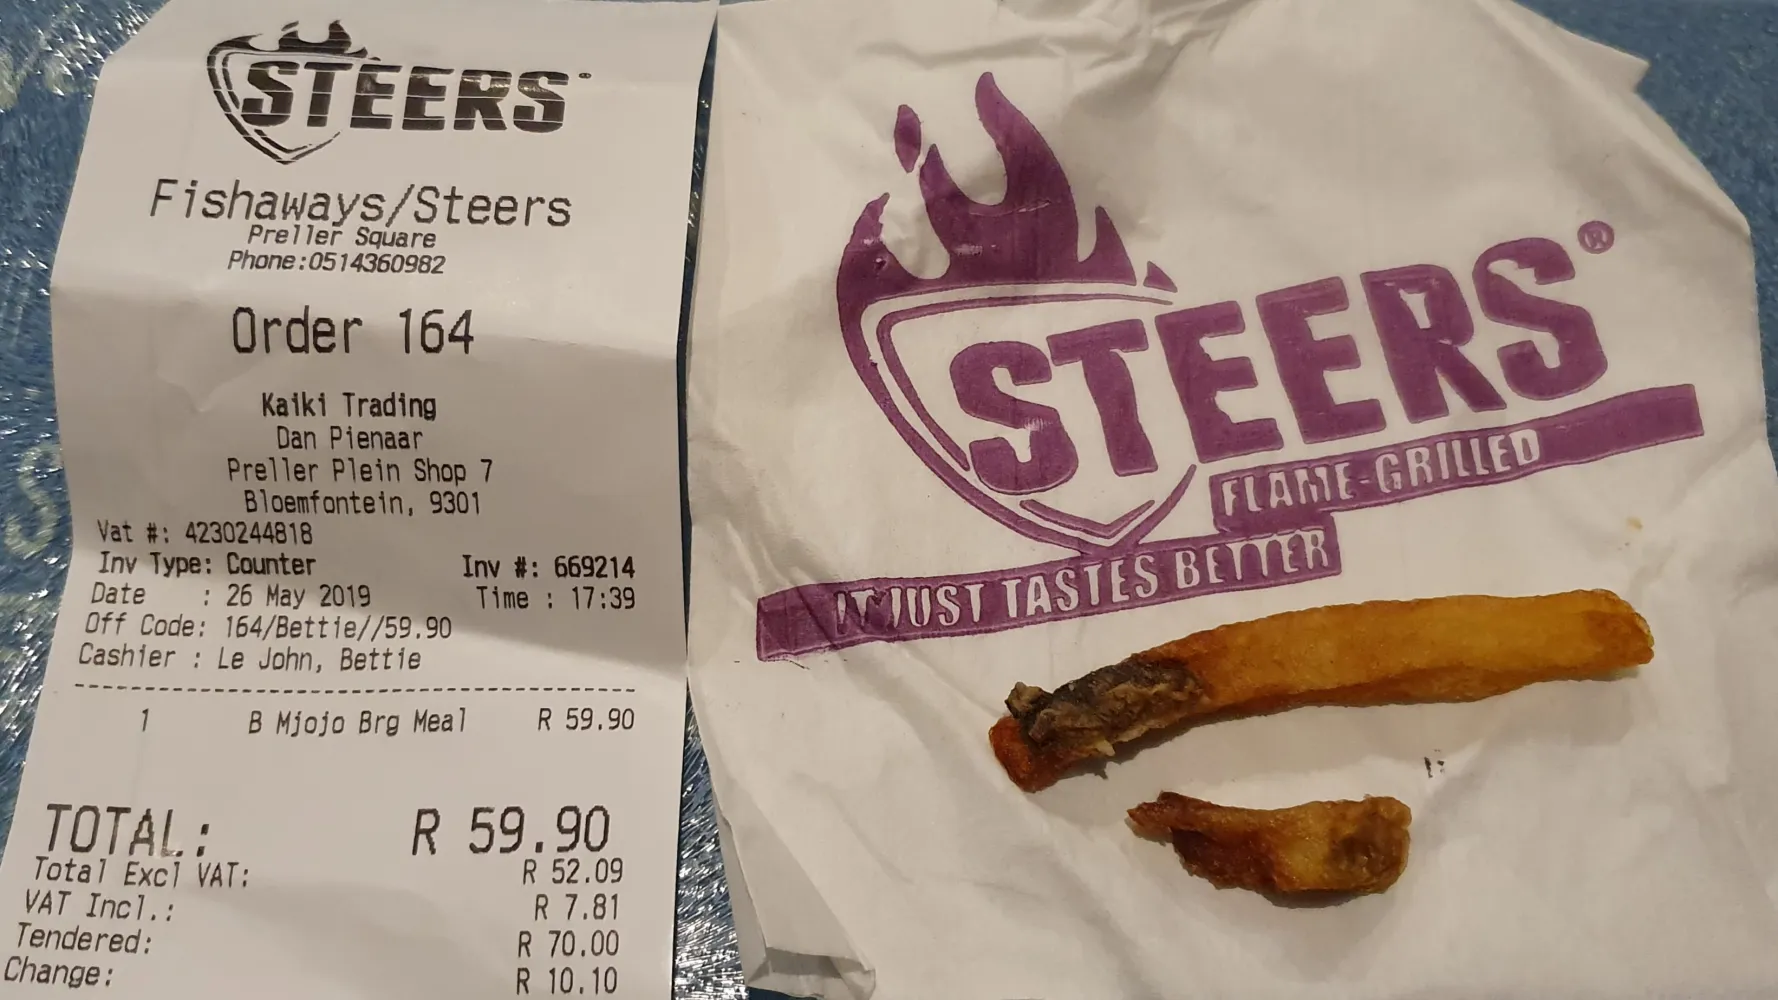 STEERS
Fishaways/Steers
Preller Square
Phone:0514360982
Order 164
Kaiki Trading
Dan Pienaar
Preller Plein Shop 7
Bloemfontein, 9301
Vat #: 4230244818
Inv Type: Counter Inv #: 669214
Date : 26 May 2019 Time : 17:39
Off Code: 164/Bettie//59.90
Cashier : Le John, Bettie
1 B Mjojo Brg Meal R 59.90
TOTAL: R 59.90
Total Excl VAT: R 52.09
VAT Incl.: R 7.81
Tendered: R 70.00
Change: R 10.10
STEERS®
FLAME-GRILLED
IT JUST TASTES BETTER